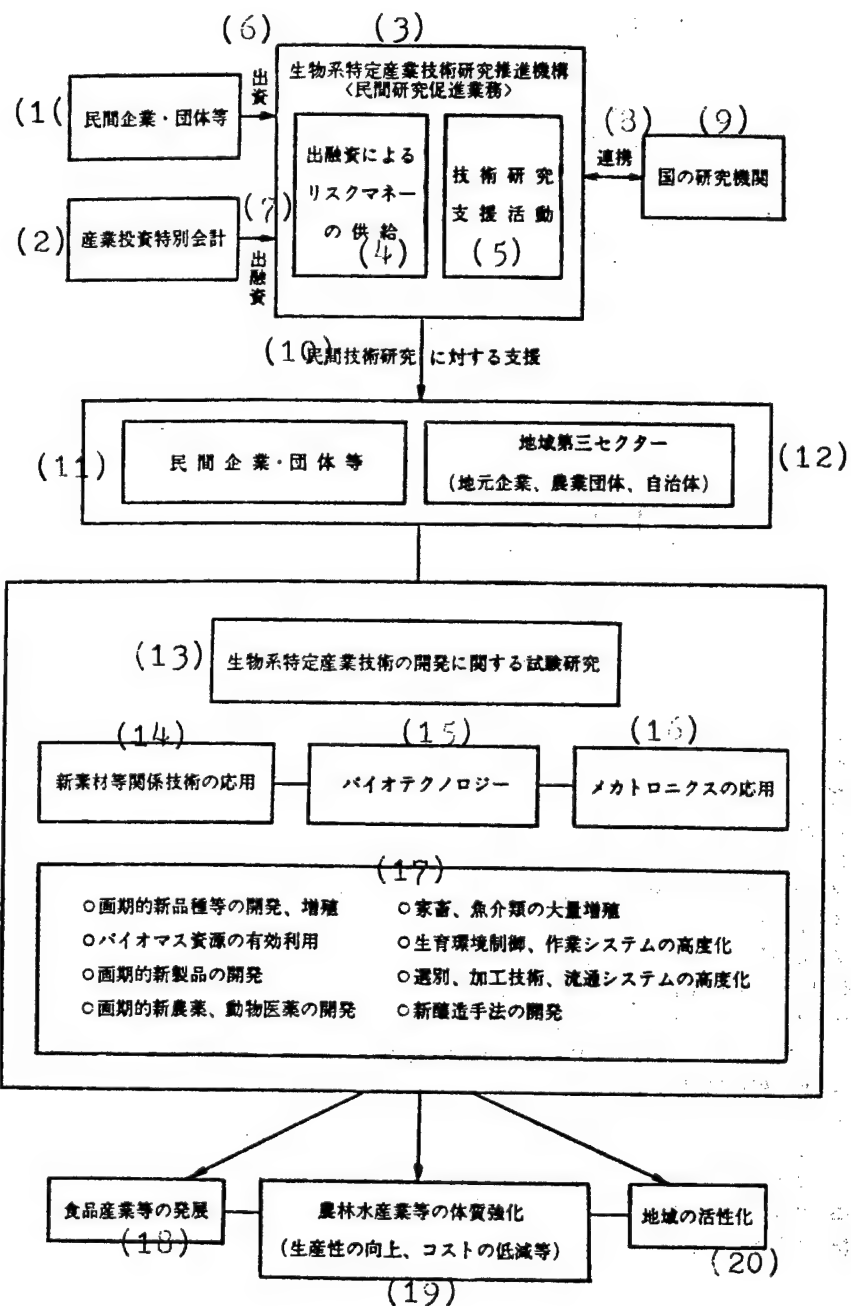 (6)
(3)
出資
生物系特定産業技術研究推進機構
<民間研究促進業務>
(1(
民間企業・団体等
出融資による
リスクマネー
の供給
(4)
技術研究
支援活動
(5)
(8)
連携
(9)
国の研究機関
(2)
産業投資特別会計
(7)
出融資
(10)
民間技術研究に対する支援
(11)
民間企業・団体等
地域第三セクター
(地元企業、農業団体、自治体)
(12)
(13)
生物系特定産業技術の開発に関する試験研究
(14)
(15)
(16)
新素材等関係技術の応用
バイオテクノロジー
メカトロニクスの応用
(17)
○画期的新品種等の開発、増殖
○バイオマス資源の有効利用
○画期的新製品の開発
○画期的新農薬、動物医薬の開発
○家畜、魚介類の大量増殖
○生育環境制御、作業システムの高度化
○選別、加工技術、流通システムの高度化
○新醸造手法の開発
食品産業等の発展
(18)
農林水産業等の体質強化
(生産性の向上、コストの低減等)
(19)
地域の活性化
(20)